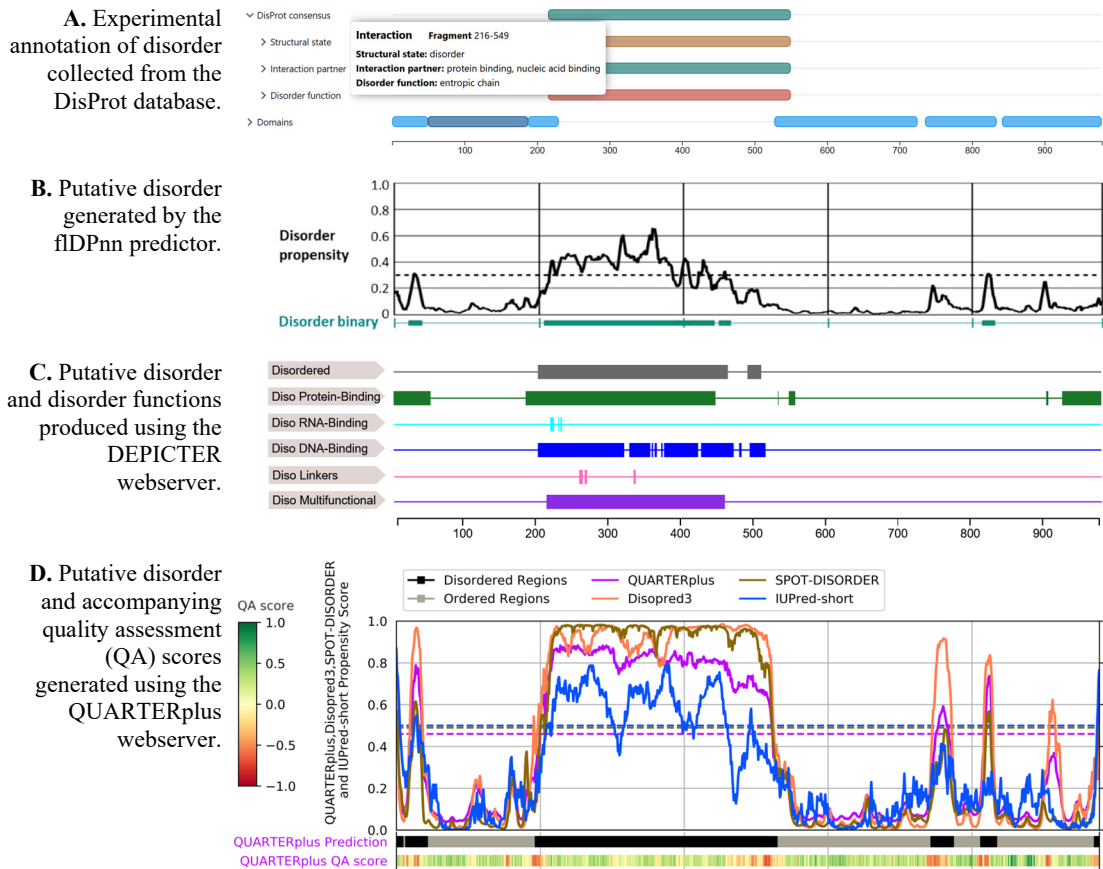 A. Experimental
annotation of disorder
collected from the
DisProt database.
DisProt consensus
Structural state
Interaction partner
Disorder function
Domains
Interaction Fragment 216-549
Structural state: disorder
Interaction partner: protein binding, nucleic acid binding
Disorder function: entropic chain
100 200 300 400 500 600 700 800 900
B. Putative disorder
generated by the
flDPnn predictor.
Disorder
propensity
1.0
0.8
0.6
0.4
0.2
0
Disorder binary
C. Putative disorder
and disorder functions
produced using the
DEPICTER
webserver.
Disordered
Diso Protein-Binding
Diso RNA-Binding
Diso DNA-Binding
Diso Linkers
Diso Multifunctional
100 200 300 400 500 600 700 800 900
D. Putative disorder
and accompanying
quality assessment
(QA) scores
generated using the
QUARTERplus
webserver.
QA score
1.0
0.5
0.0
−0.5
−1.0
QUARTERplus,Disopred3,SPOT-DISORDER
and IUPred-short Propensity Score
Disordered Regions QUARTERplus SPOT-DISORDER
Ordered Regions Disopred3 IUPred-short
1.0
0.8
0.6
0.4
0.2
0.0
QUARTERplus Prediction
QUARTERplus QA score